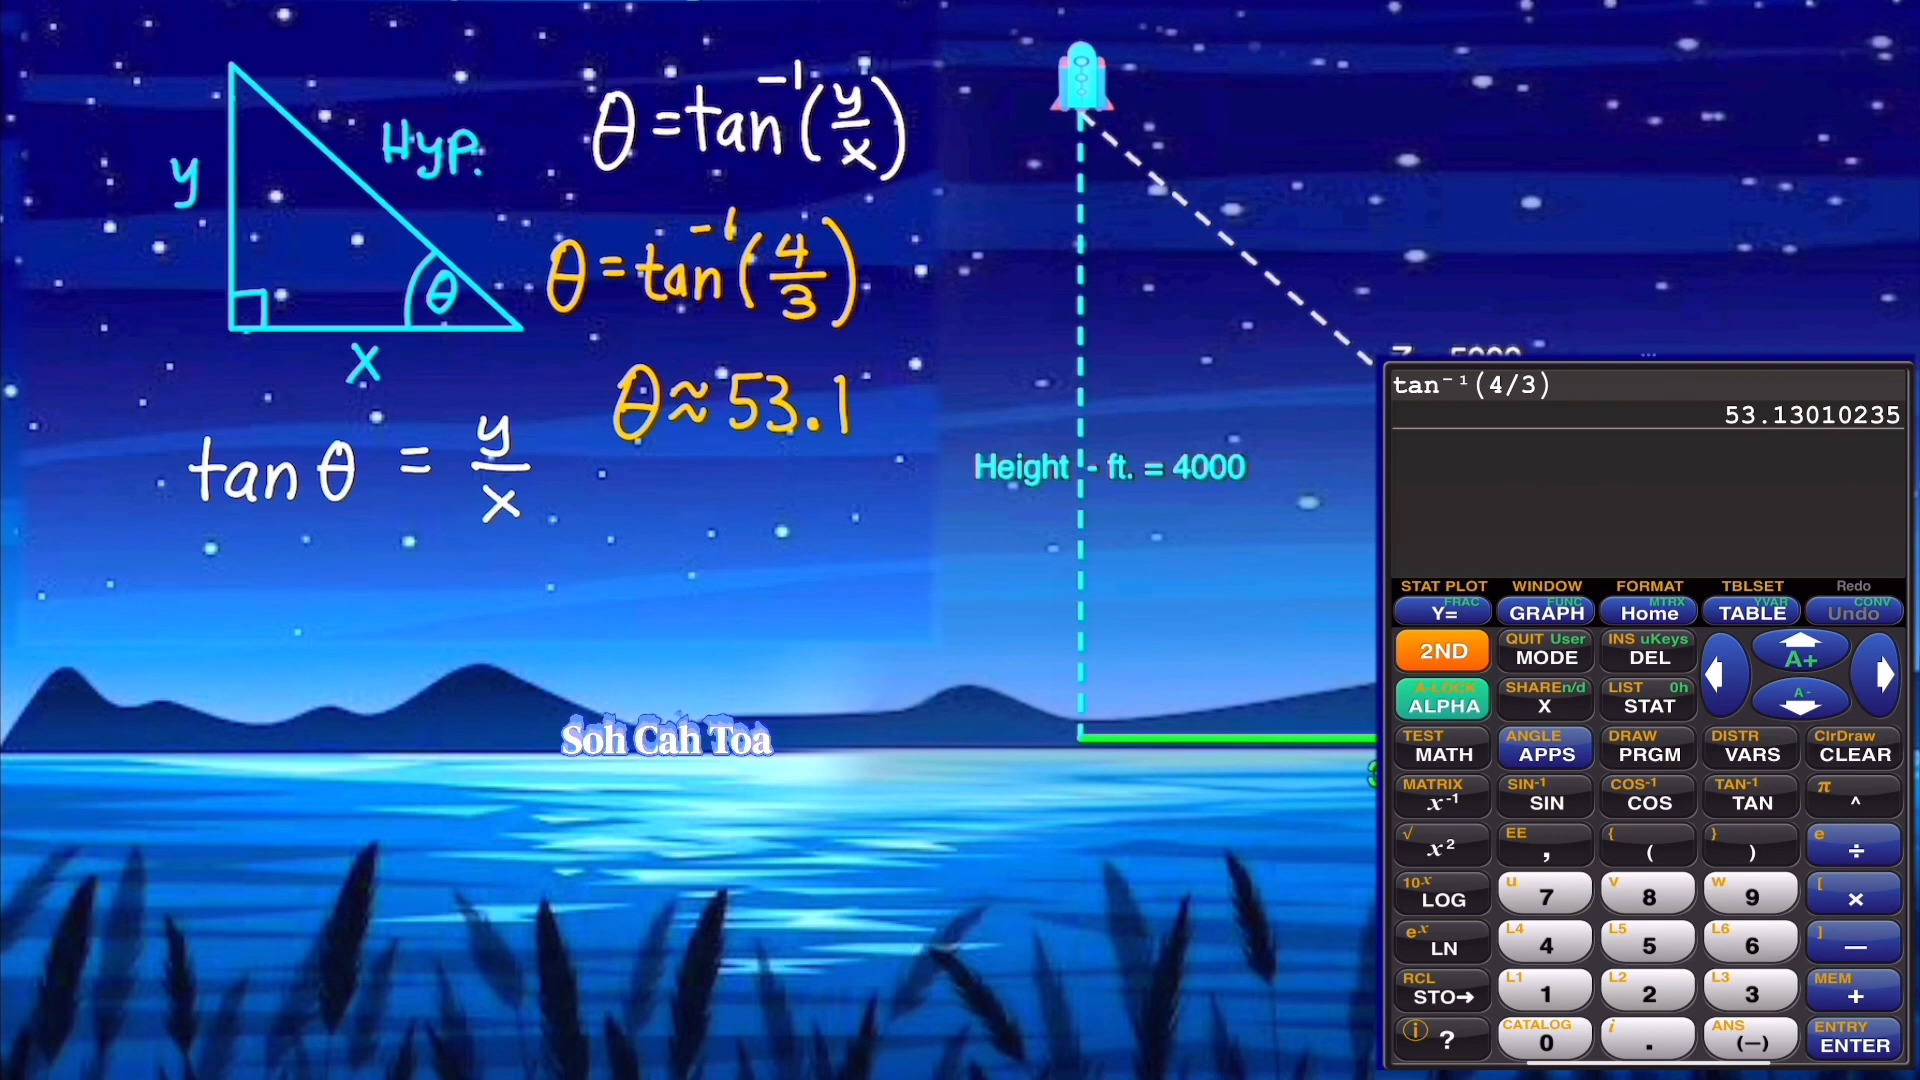 y
Hyp.
θ
x
tan θ = y/x
θ = tan⁻¹(y/x)
θ = tan⁻¹(4/3)
θ ≈ 53.1
Soh Cah Toa
Height - ft. = 4000
tan⁻¹(4/3)
53.13010235
STAT PLOT WINDOW FORMAT TBLSET Redo
FRAC FUNC MTRX YVAR CONV
Y= GRAPH Home TABLE Undo
QUIT User INS uKeys
2ND MODE DEL A+
A-LOCK SHARE n/d LIST 0h A-
ALPHA X STAT
TEST ANGLE DRAW DISTR ClrDraw
MATH APPS PRGM VARS CLEAR
MATRIX SIN⁻¹ COS⁻¹ TAN⁻¹ π
x⁻¹ SIN COS TAN ^
√ EE { } e
x² , ( ) ÷
10ˣ u v w [
LOG 7 8 9 ×
eˣ L4 L5 L6 ]
LN 4 5 6 —
RCL L1 L2 L3 MEM
STO➔ 1 2 3 +
i CATALOG i ANS ENTRY
? 0 . (—) ENTER